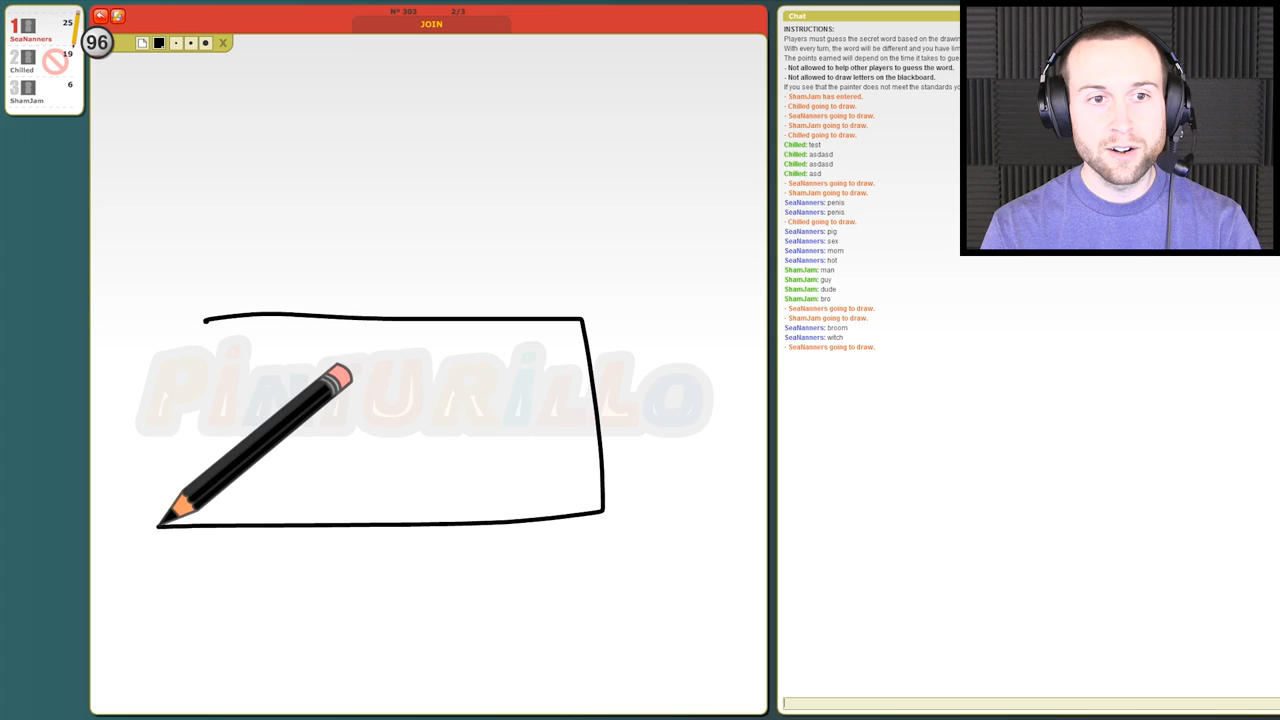 1
25
SeaNanners
2
19
Chilled
3
6
ShamJam
96
Nº 303 2/3
JOIN
X
PiNTURillo
Chat
INSTRUCTIONS:
Players must guess the secret word based on the drawin
With every turn, the word will be different and you have lim
The points earned will depend on the time it takes to gue
- Not allowed to help other players to guess the word.
- Not allowed to draw letters on the blackboard.
If you see that the painter does not meet the standards yo
- ShamJam has entered.
- Chilled going to draw.
- SeaNanners going to draw.
- ShamJam going to draw.
- Chilled going to draw.
Chilled: test
Chilled: asdasd
Chilled: asdasd
Chilled: asd
- SeaNanners going to draw.
- ShamJam going to draw.
SeaNanners: penis
SeaNanners: penis
- Chilled going to draw.
SeaNanners: pig
SeaNanners: sex
SeaNanners: mom
SeaNanners: hot
ShamJam: man
ShamJam: guy
ShamJam: dude
ShamJam: bro
- SeaNanners going to draw.
- ShamJam going to draw.
SeaNanners: broom
SeaNanners: witch
- SeaNanners going to draw.